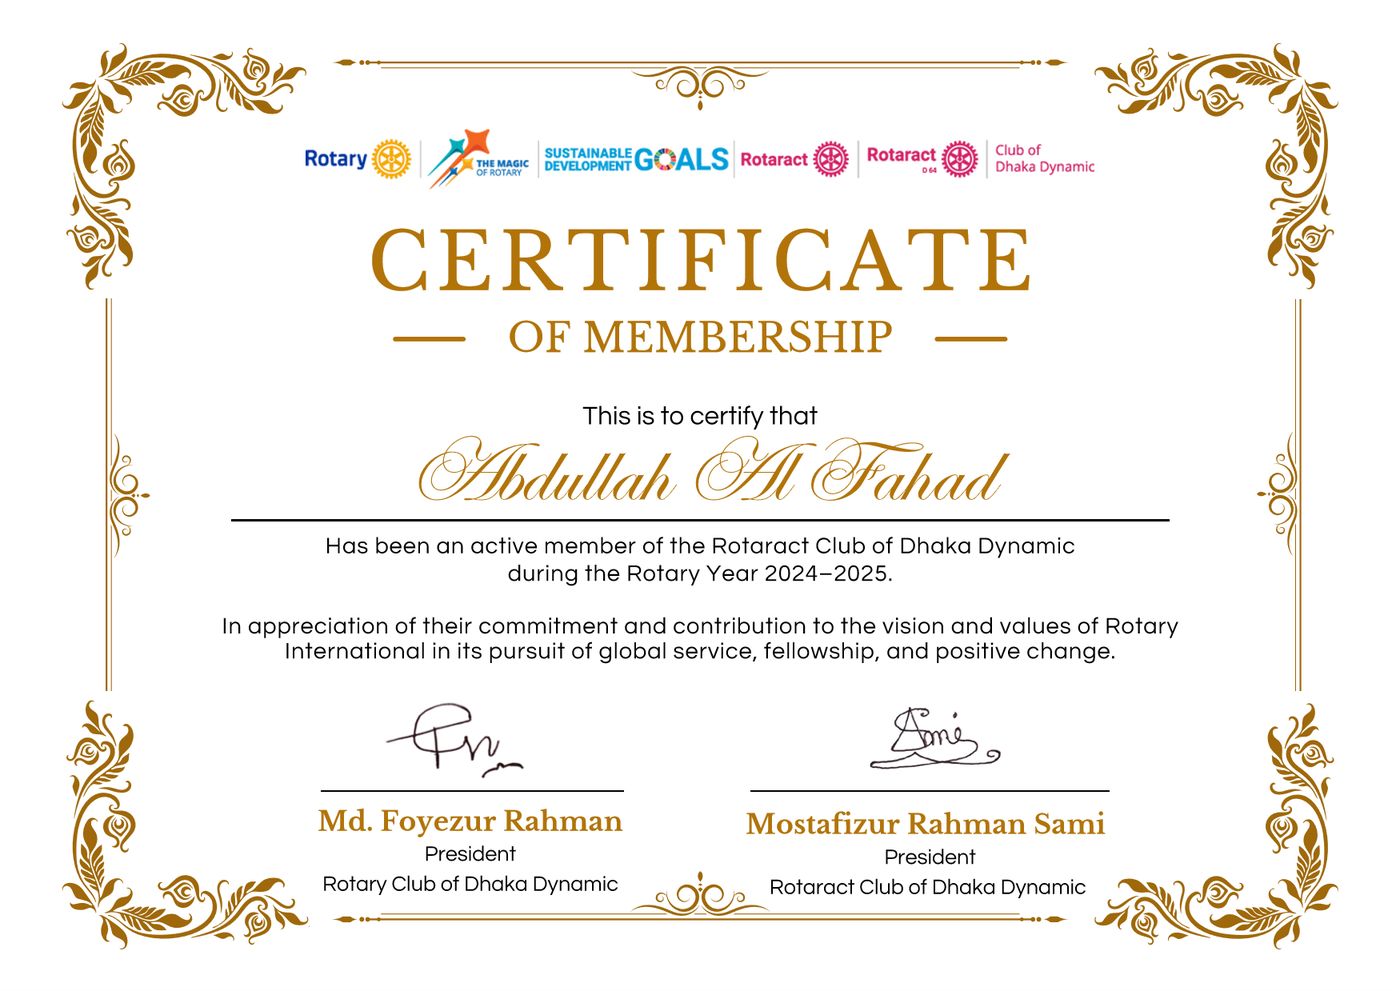 Rotary
THE MAGIC
OF ROTARY
SUSTAINABLE
DEVELOPMENT GOALS
Rotaract
Rotaract
D 64
Club of
Dhaka Dynamic
CERTIFICATE
OF MEMBERSHIP
This is to certify that
Abdullah Al Fahad
Has been an active member of the Rotaract Club of Dhaka Dynamic
during the Rotary Year 2024–2025.
In appreciation of their commitment and contribution to the vision and values of Rotary
International in its pursuit of global service, fellowship, and positive change.
Sami
Md. Foyezur Rahman
President
Rotary Club of Dhaka Dynamic
Mostafizur Rahman Sami
President
Rotaract Club of Dhaka Dynamic